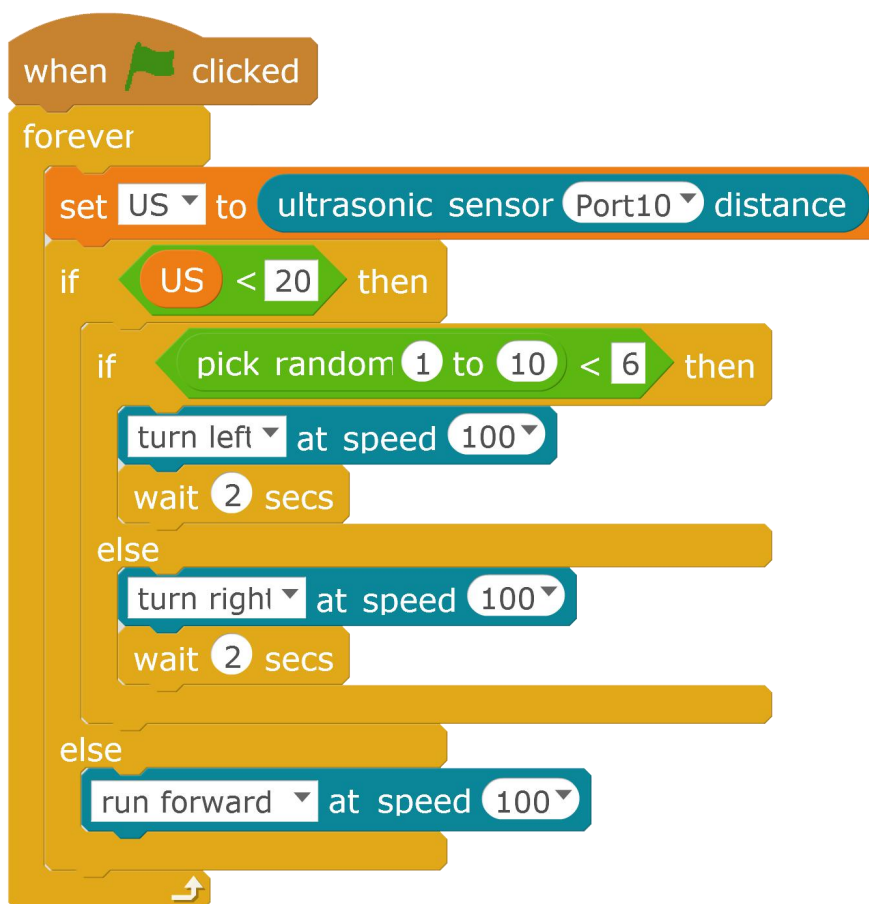 when clicked
forever
set US to ultrasonic sensor Port10 distance
if US < 20 then
if pick random 1 to 10 < 6 then
turn left at speed 100
wait 2 secs
else
turn right at speed 100
wait 2 secs
else
run forward at speed 100